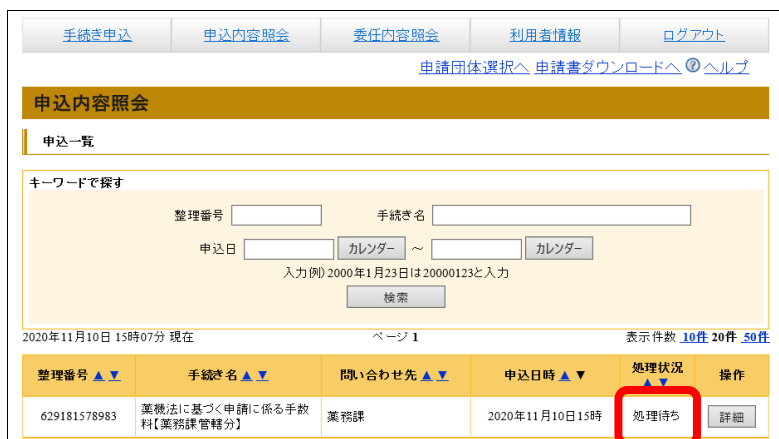 手続き申込 申込内容照会 委任内容照会 利用者情報 ログアウト
申請団体選択へ 申請書ダウンロードへ ?ヘルプ
申込内容照会
申込一覧
キーワードで探す
整理番号 手続き名
申込日 カレンダー ～ カレンダー
入力例) 2000年1月23日は20000123と入力
検索
2020年11月10日 15時07分 現在 ページ 1 表示件数 10件 20件 50件
整理番号 ▲ ▼ 手続き名 ▲ ▼ 問い合わせ先 ▲ ▼ 申込日時 ▲ ▼ 処理状況 ▲ ▼ 操作
629181578983 薬機法に基づく申請に係る手数料【薬務課管轄分】 薬務課 2020年11月10日15時 処理待ち 詳細